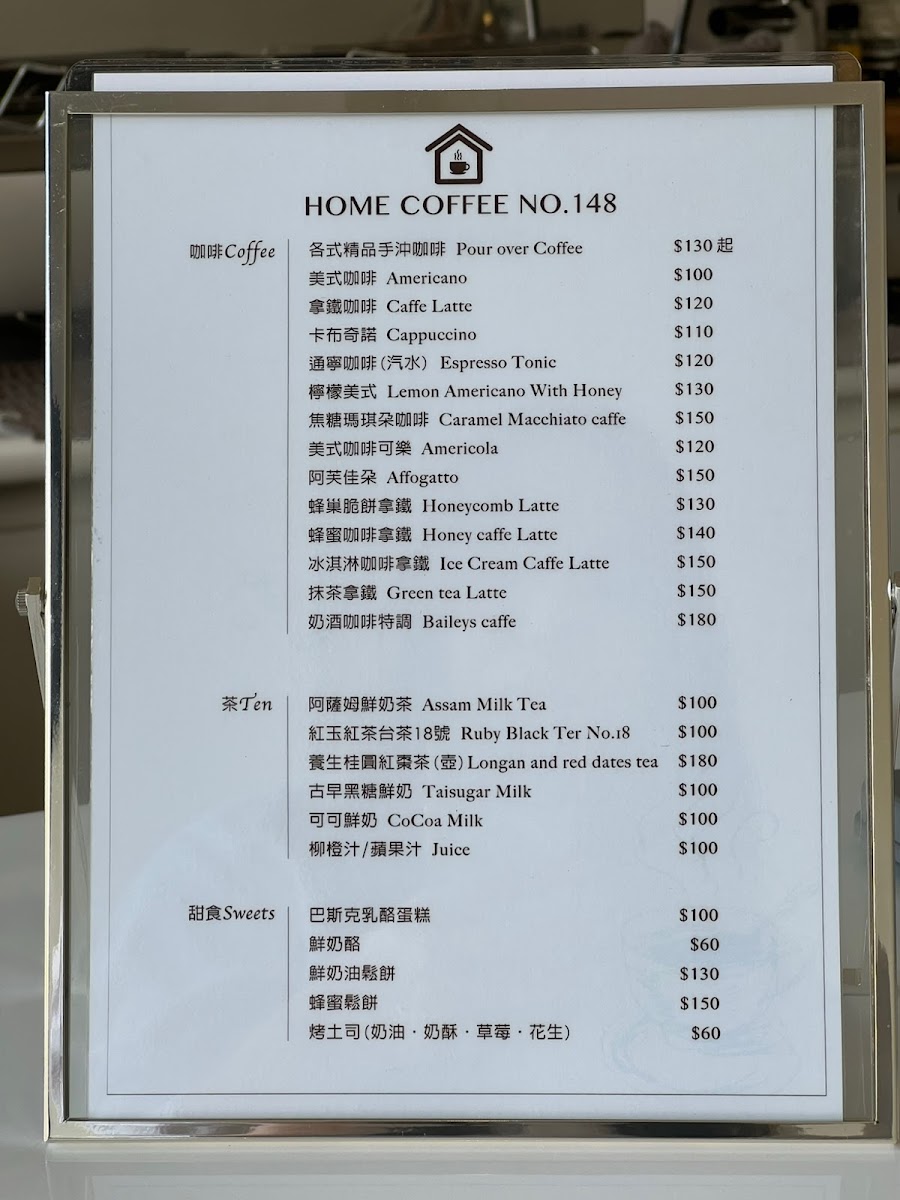 HOME COFFEE NO.148
咖啡Coffee
各式精品手沖咖啡 Pour over Coffee $130 起
美式咖啡 Americano $100
拿鐵咖啡 Caffe Latte $120
卡布奇諾 Cappuccino $110
通寧咖啡(汽水) Espresso Tonic $120
檸檬美式 Lemon Americano With Honey $130
焦糖瑪琪朵咖啡 Caramel Macchiato caffe $150
美式咖啡可樂 Americola $120
阿芙佳朵 Affogatto $150
蜂巢脆餅拿鐵 Honeycomb Latte $130
蜂蜜咖啡拿鐵 Honey caffe Latte $140
冰淇淋咖啡拿鐵 Ice Cream Caffe Latte $150
抹茶拿鐵 Green tea Latte $150
奶酒咖啡特調 Baileys caffe $180
茶Ten
阿薩姆鮮奶茶 Assam Milk Tea $100
紅玉紅茶台茶18號 Ruby Black Ter No.18 $100
養生桂圓紅棗茶(壺)Longan and red dates tea $180
古早黑糖鮮奶 Taisugar Milk $100
可可鮮奶 CoCoa Milk $100
柳橙汁/蘋果汁 Juice $100
甜食Sweets
巴斯克乳酪蛋糕 $100
鮮奶酪 $60
鮮奶油鬆餅 $130
蜂蜜鬆餅 $150
烤土司(奶油．奶酥．草莓．花生) $60